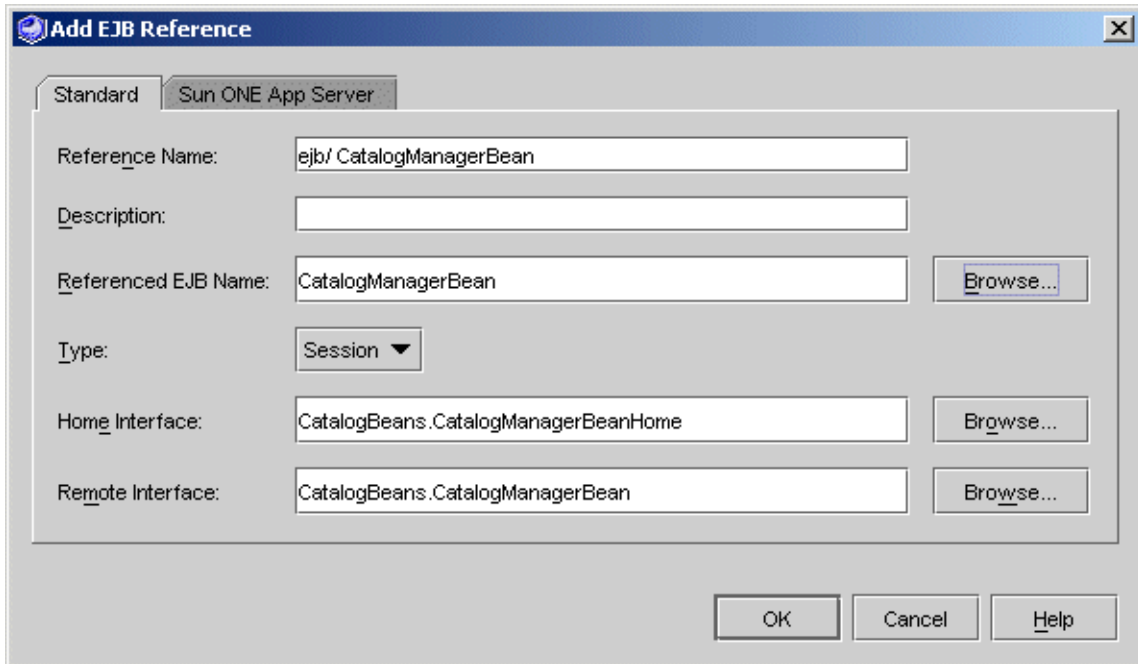 Add EJB Reference
Standard Sun ONE App Server
Reference Name: ejb/ CatalogManagerBean
Description:
Referenced EJB Name: CatalogManagerBean Browse...
Type: Session
Home Interface: CatalogBeans.CatalogManagerBeanHome Browse...
Remote Interface: CatalogBeans.CatalogManagerBean Browse...
OK Cancel Help